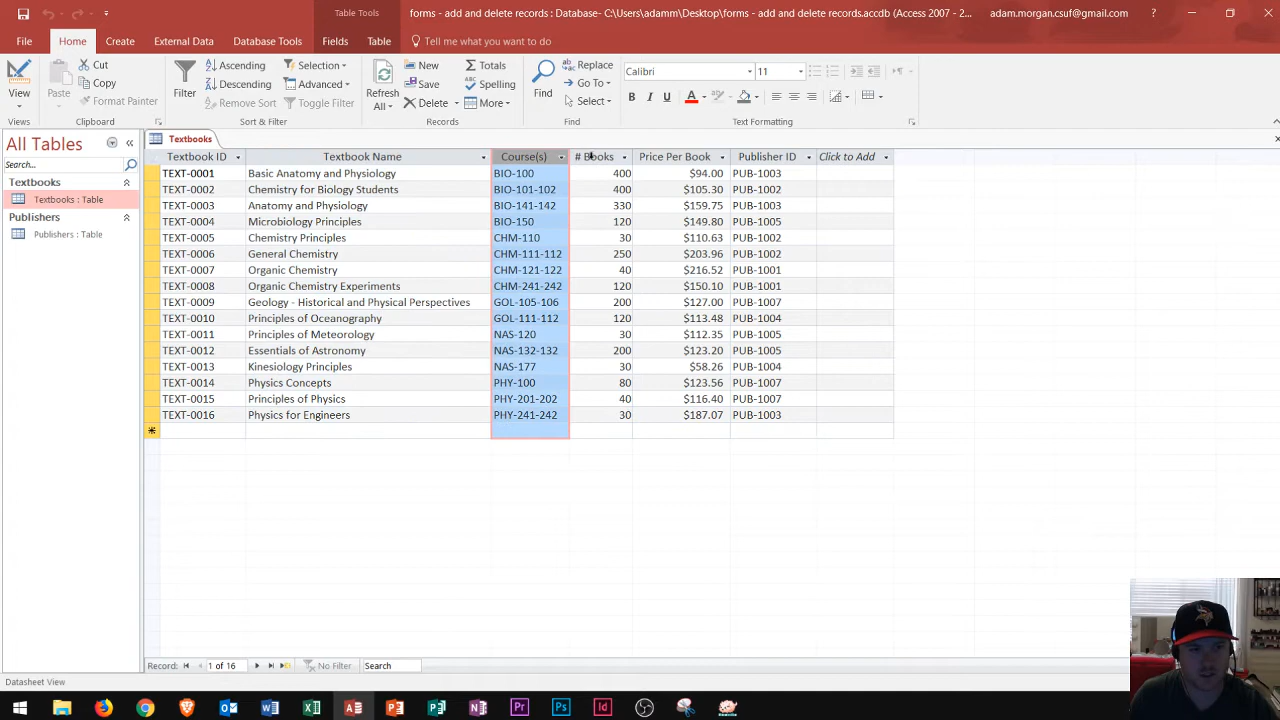 forms - add and delete records : Database- C:\Users\adamm\Desktop\forms - add and delete records.accdb (Access 2007 - 2... Table Tools adam.morgan.csuf@gmail.com ?
File Home Create External Data Database Tools Fields Table Tell me what you want to do
View
Views
Paste
Cut
Copy
Format Painter
Clipboard
Filter
Ascending
Descending
Remove Sort
Selection
Advanced
Toggle Filter
Sort & Filter
Refresh All
New
Save
Delete
Totals
Spelling
More
Records
Find
Replace
Go To
Select
Find
Calibri 11
B I U A
Text Formatting
All Tables
Search...
Textbooks
Textbooks : Table
Publishers
Publishers : Table
Textbooks
Textbook ID Textbook Name Course(s) # Books Price Per Book Publisher ID Click to Add
TEXT-0001 Basic Anatomy and Physiology BIO-100 400 $94.00 PUB-1003
TEXT-0002 Chemistry for Biology Students BIO-101-102 400 $105.33 PUB-1002
TEXT-0003 Anatomy and Physiology BIO-141-142 330 $159.75 PUB-1003
TEXT-0004 Microbiology Principles BIO-150 120 $149.80 PUB-1005
TEXT-0005 Chemistry Principles CHM-110 30 $110.63 PUB-1002
TEXT-0006 General Chemistry CHM-111-112 250 $203.96 PUB-1002
TEXT-0007 Organic Chemistry CHM-121-122 40 $216.52 PUB-1001
TEXT-0008 Organic Chemistry Experiments CHM-241-242 120 $150.10 PUB-1001
TEXT-0009 Geology - Historical and Physical Perspectives GOL-105-106 200 $127.00 PUB-1007
TEXT-0010 Principles of Oceanography GOL-111-112 120 $113.48 PUB-1004
TEXT-0011 Principles of Meteorology NAS-120 30 $112.35 PUB-1005
TEXT-0012 Essentials of Astronomy NAS-132-132 200 $123.20 PUB-1005
TEXT-0013 Kinesiology Principles NAS-177 30 $58.26 PUB-1004
TEXT-0014 Physics Concepts PHY-100 80 $123.56 PUB-1007
TEXT-0015 Principles of Physics PHY-201-202 40 $116.40 PUB-1007
TEXT-0016 Physics for Engineers PHY-241-242 30 $187.07 PUB-1003
Record: 1 of 16 No Filter Search
Datasheet View